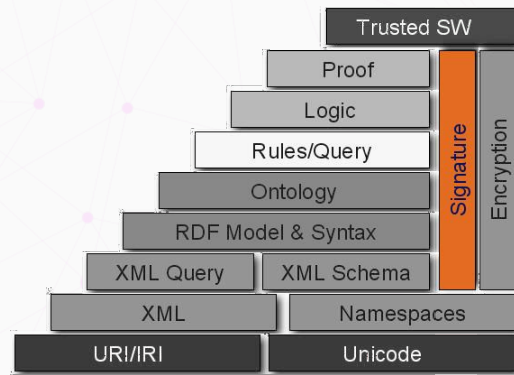 Trusted SW
Proof
Logic
Rules/Query
Ontology
RDF Model & Syntax
XML Query
XML Schema
Signature
Encryption
XML
Namespaces
URI/IRI
Unicode